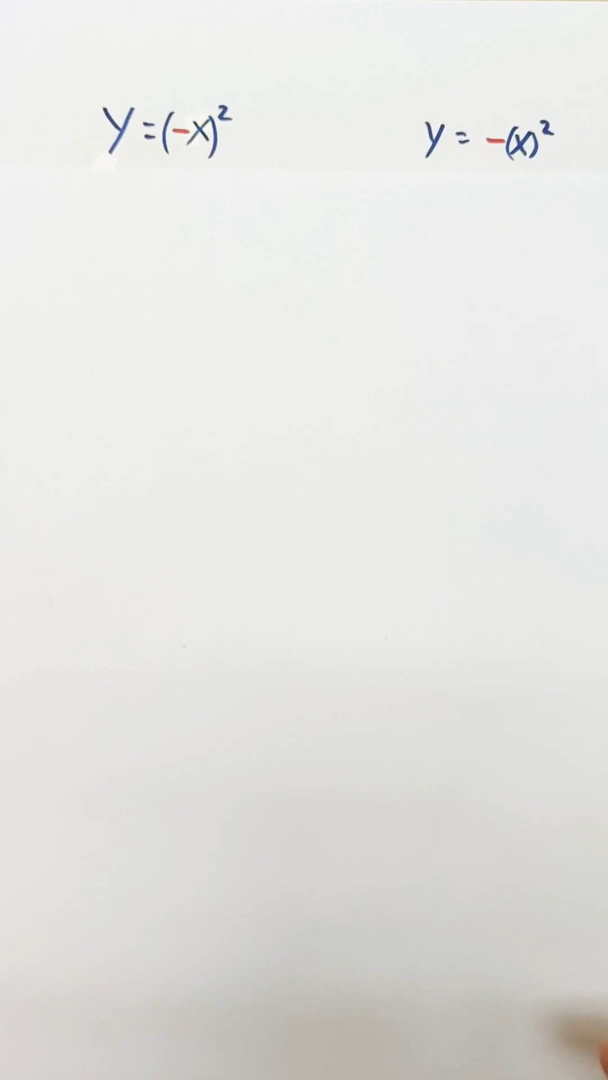 y = (-x)²
y = -(x)²